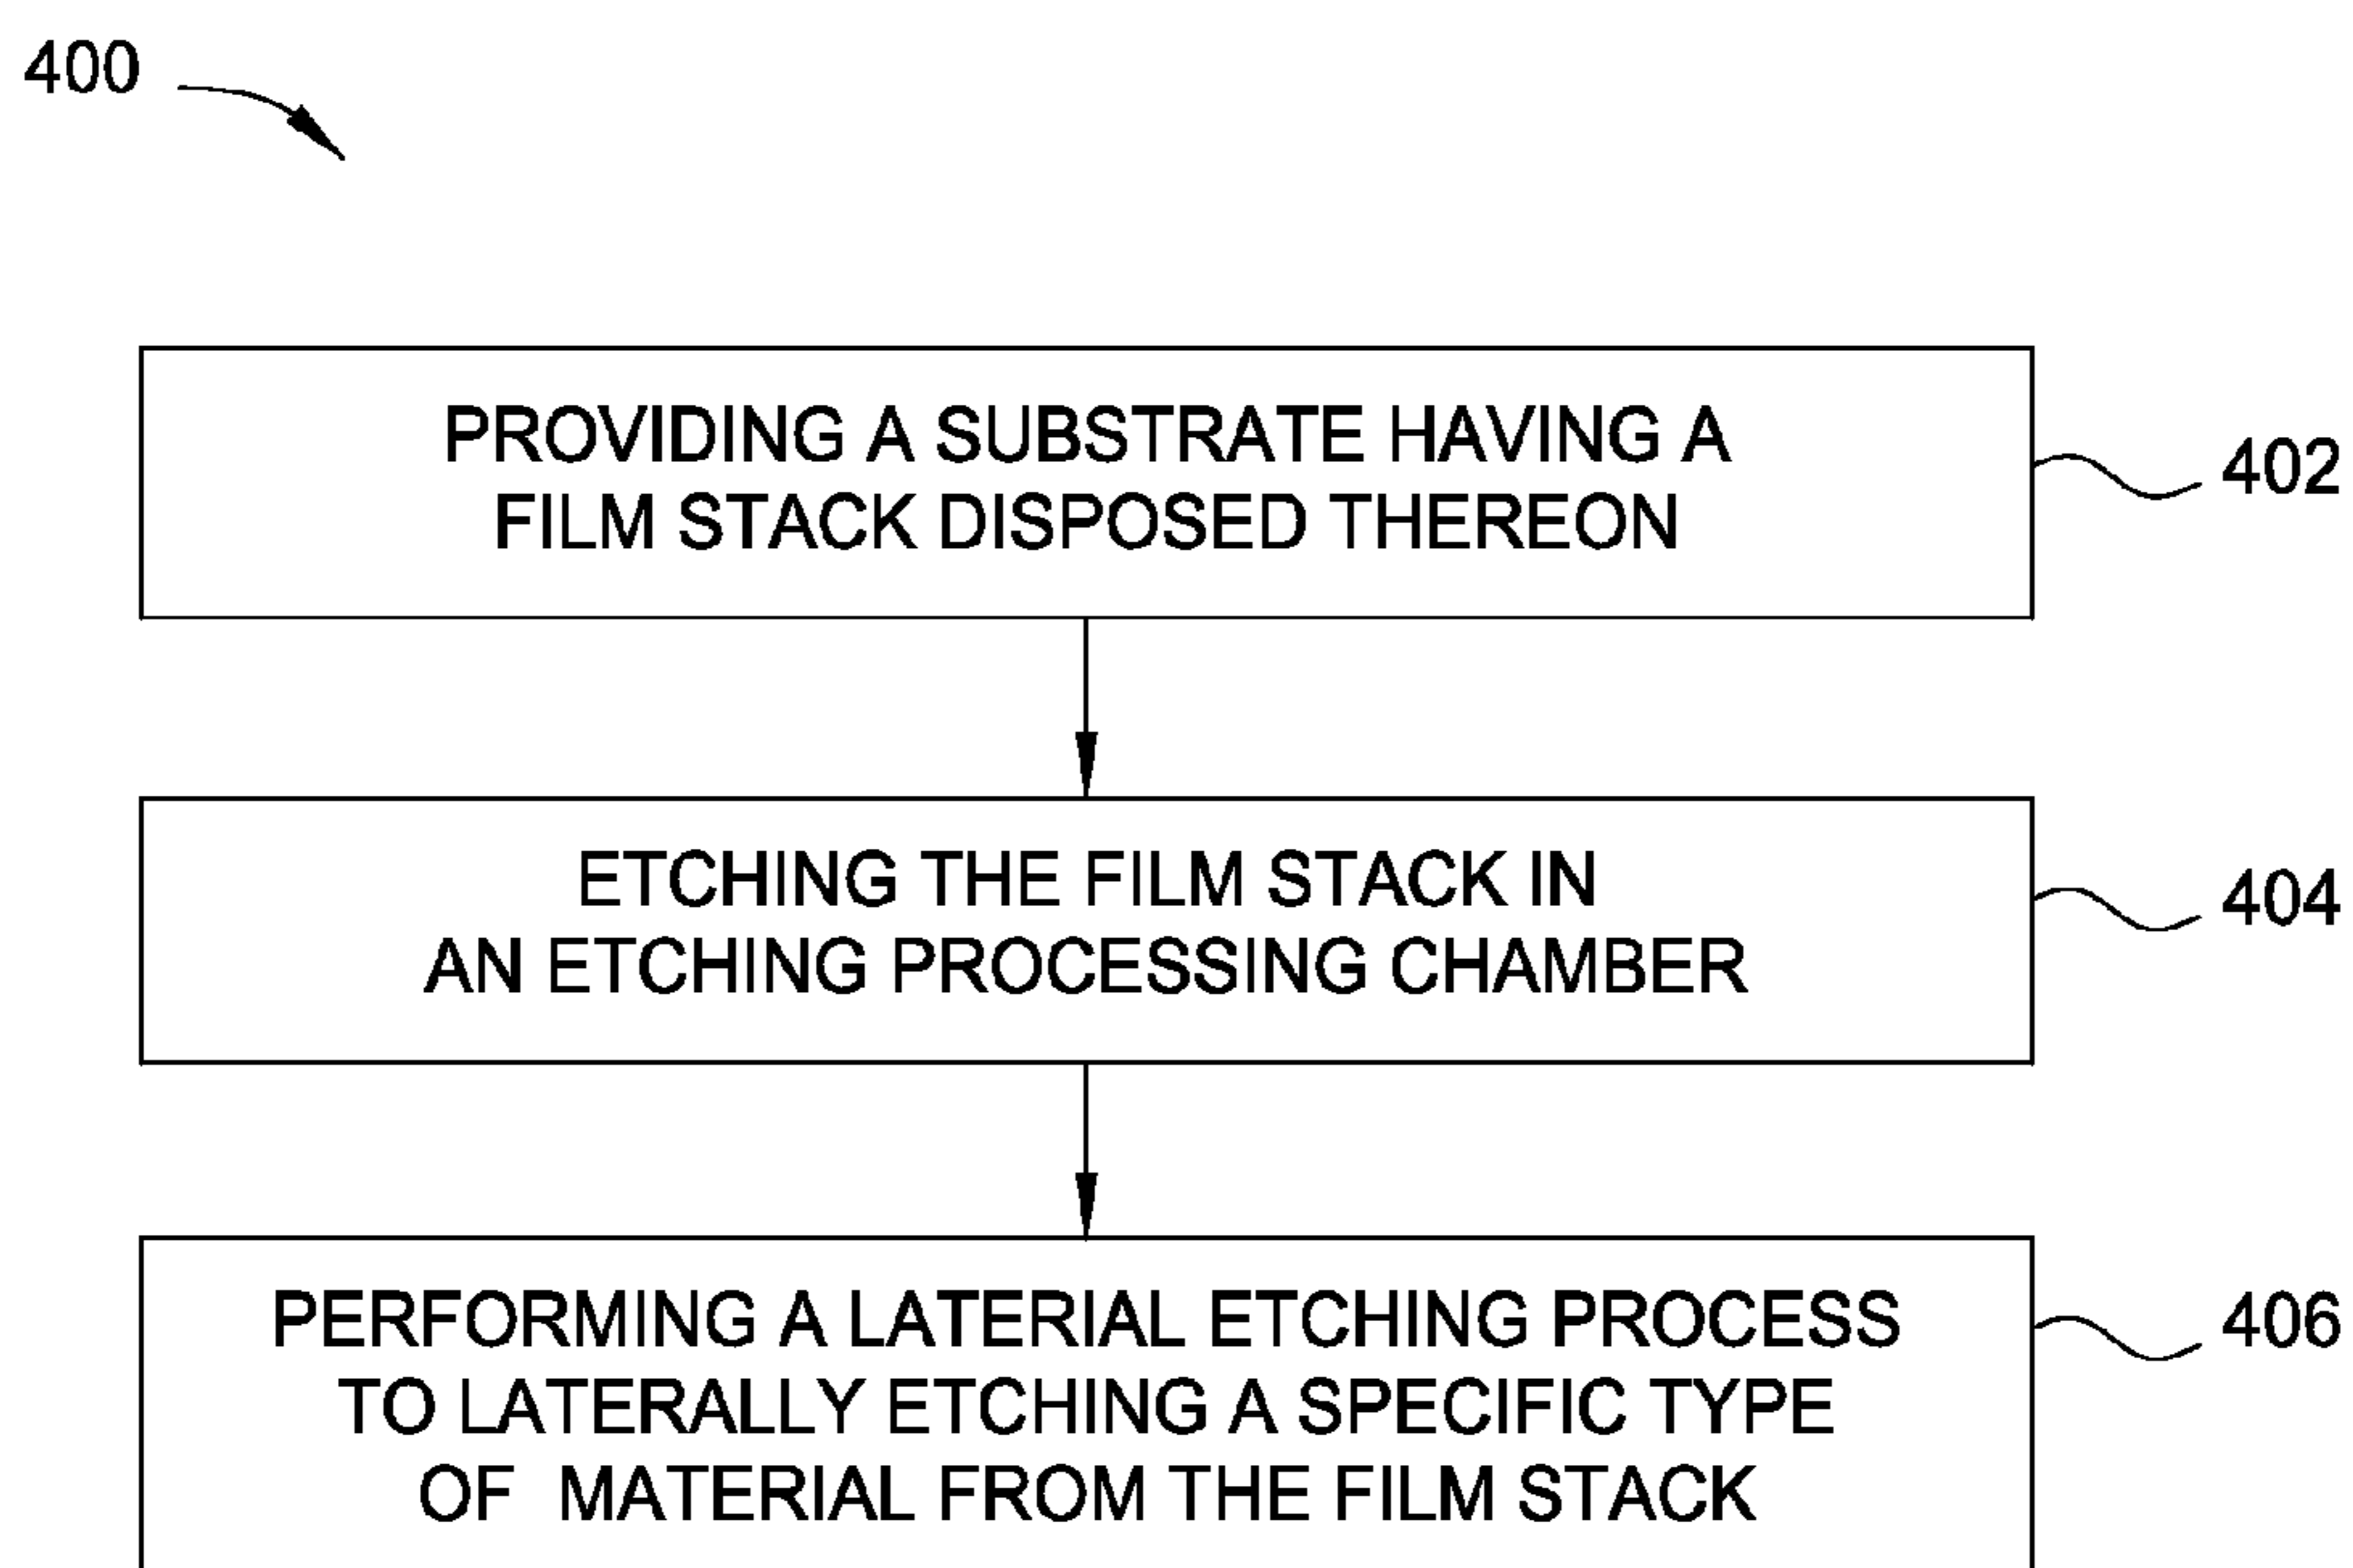 400
PROVIDING A SUBSTRATE HAVING A
FILM STACK DISPOSED THEREON
402
ETCHING THE FILM STACK IN
AN ETCHING PROCESSING CHAMBER
404
PERFORMING A LATERIAL ETCHING PROCESS
TO LATERALLY ETCHING A SPECIFIC TYPE
OF MATERIAL FROM THE FILM STACK
406